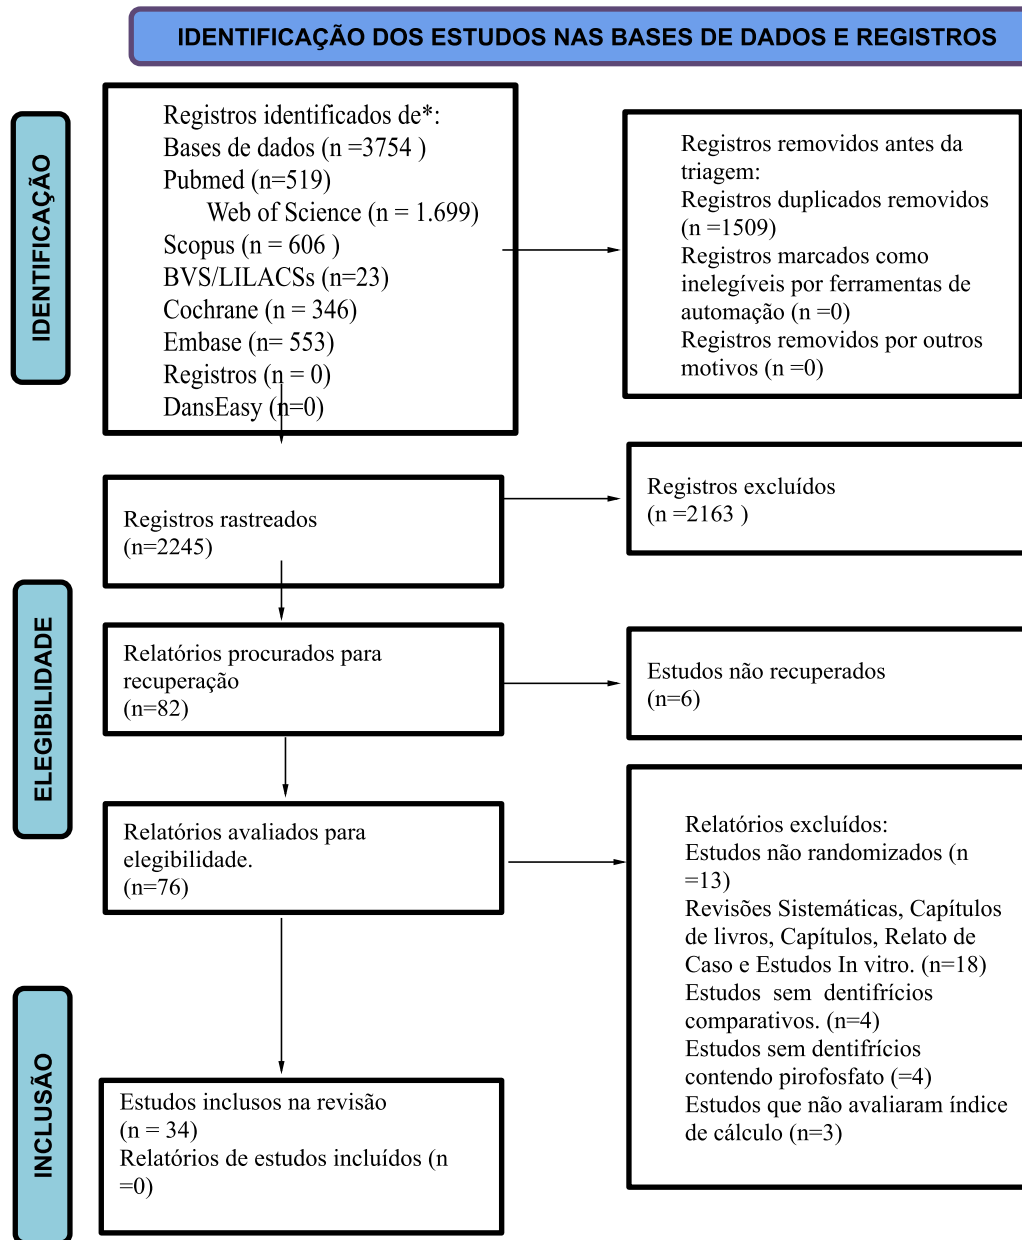 IDENTIFICAÇÃO DOS ESTUDOS NAS BASES DE DADOS E REGISTROS
IDENTIFICAÇÃO
Registros identificados de*:
Bases de dados (n =3754 )
Pubmed (n=519)
Web of Science (n = 1.699)
Scopus (n = 606 )
BVS/LILACSs (n=23)
Cochrane (n = 346)
Embase (n= 553)
Registros (n = 0)
DansEasy (n=0)
Registros removidos antes da
triagem:
Registros duplicados removidos
(n =1509)
Registros marcados como
inelegíveis por ferramentas de
automação (n =0)
Registros removidos por outros
motivos (n =0)
Registros rastreados
(n=2245)
Registros excluídos
(n =2163 )
ELEGIBILIDADE
Relatórios procurados para
recuperação
(n=82)
Estudos não recuperados
(n=6)
Relatórios avaliados para
elegibilidade.
(n=76)
Relatórios excluídos:
Estudos não randomizados (n
=13)
Revisões Sistemáticas, Capítulos
de livros, Capítulos, Relato de
Caso e Estudos In vitro. (n=18)
Estudos sem dentifrícios
comparativos. (n=4)
Estudos sem dentifrícios
contendo pirofosfato (=4)
Estudos que não avaliaram índice
de cálculo (n=3)
INCLUSÃO
Estudos inclusos na revisão
(n = 34)
Relatórios de estudos incluídos (n
=0)